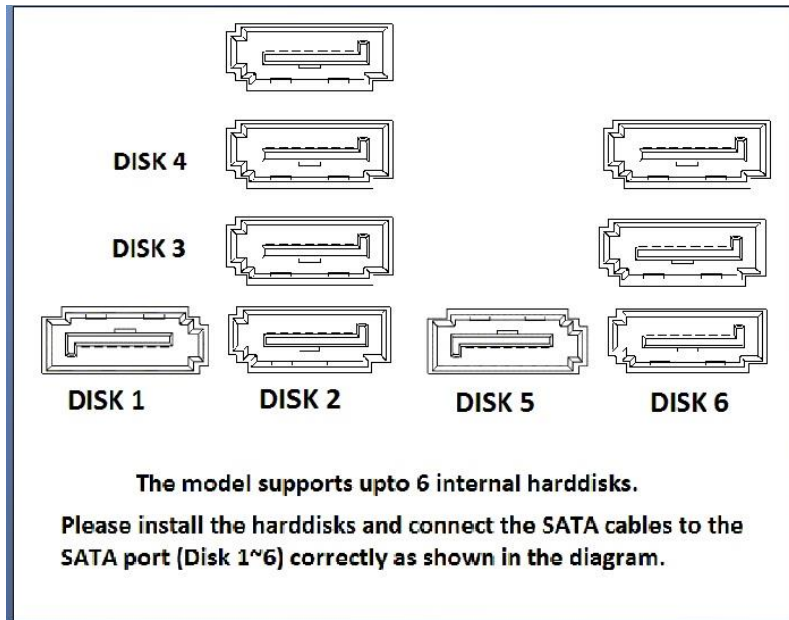 DISK 4
DISK 3
DISK 1 DISK 2 DISK 5 DISK 6
The model supports upto 6 internal harddisks.
Please install the harddisks and connect the SATA cables to the
SATA port (Disk 1~6) correctly as shown in the diagram.